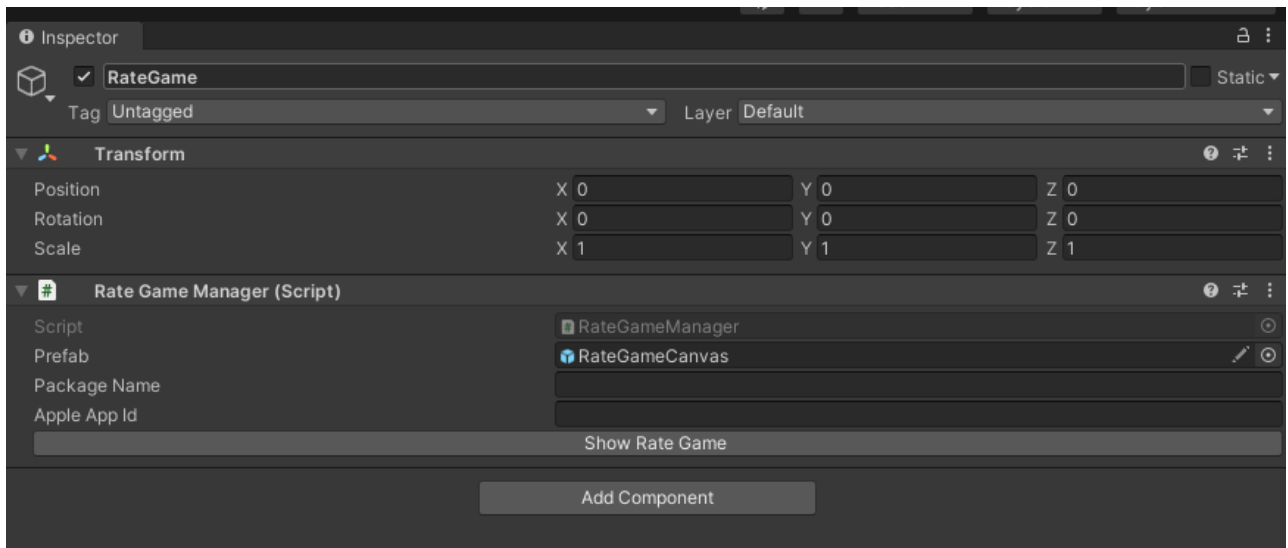 Inspector
RateGame
Static
Tag Untagged Layer Default
Transform
Position X 0 Y 0 Z 0
Rotation X 0 Y 0 Z 0
Scale X 1 Y 1 Z 1
# Rate Game Manager (Script)
Script RateGameManager
Prefab RateGameCanvas
Package Name
Apple App Id
Show Rate Game
Add Component